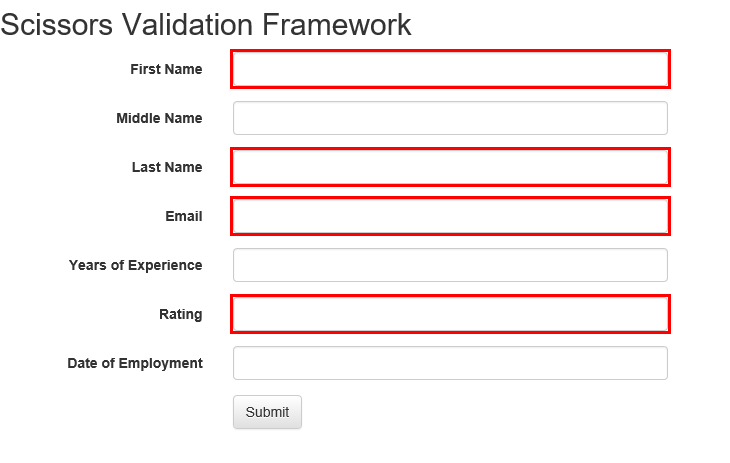 Scissors Validation Framework
First Name
Middle Name
Last Name
Email
Years of Experience
Rating
Date of Employment
Submit